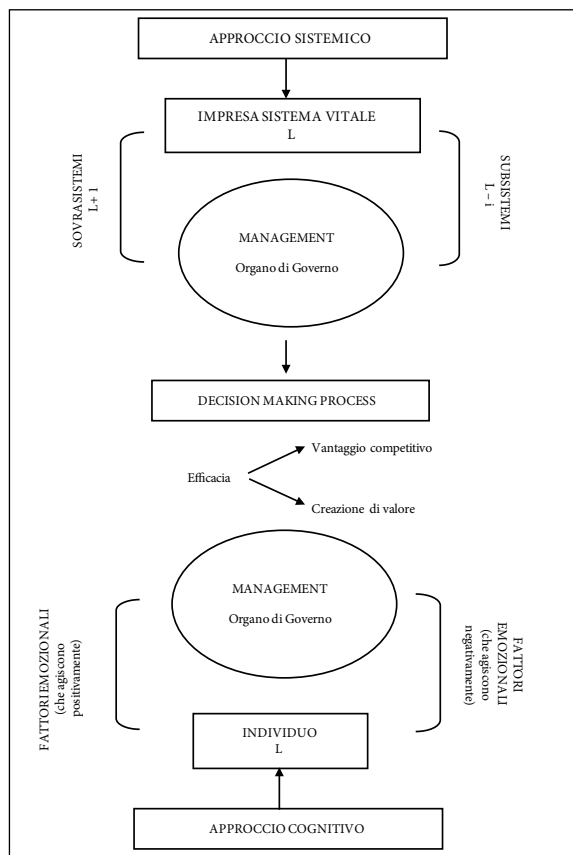 APPROCCIO SISTEMICO
IMPRESA SISTEMA VITALE
L
SOVRASISTEMI
L + 1
SUBSISTEMI
L – i
MANAGEMENT
Organo di Governo
DECISION MAKING PROCESS
Vantaggio competitivo
Efficacia
Creazione di valore
MANAGEMENT
Organo di Governo
FATTORI EMOZIONALI
(che agiscono
positivamente)
FATTORI
EMOZIONALI
(che agiscono
negativamente)
INDIVIDUO
L
APPROCCIO COGNITIVO